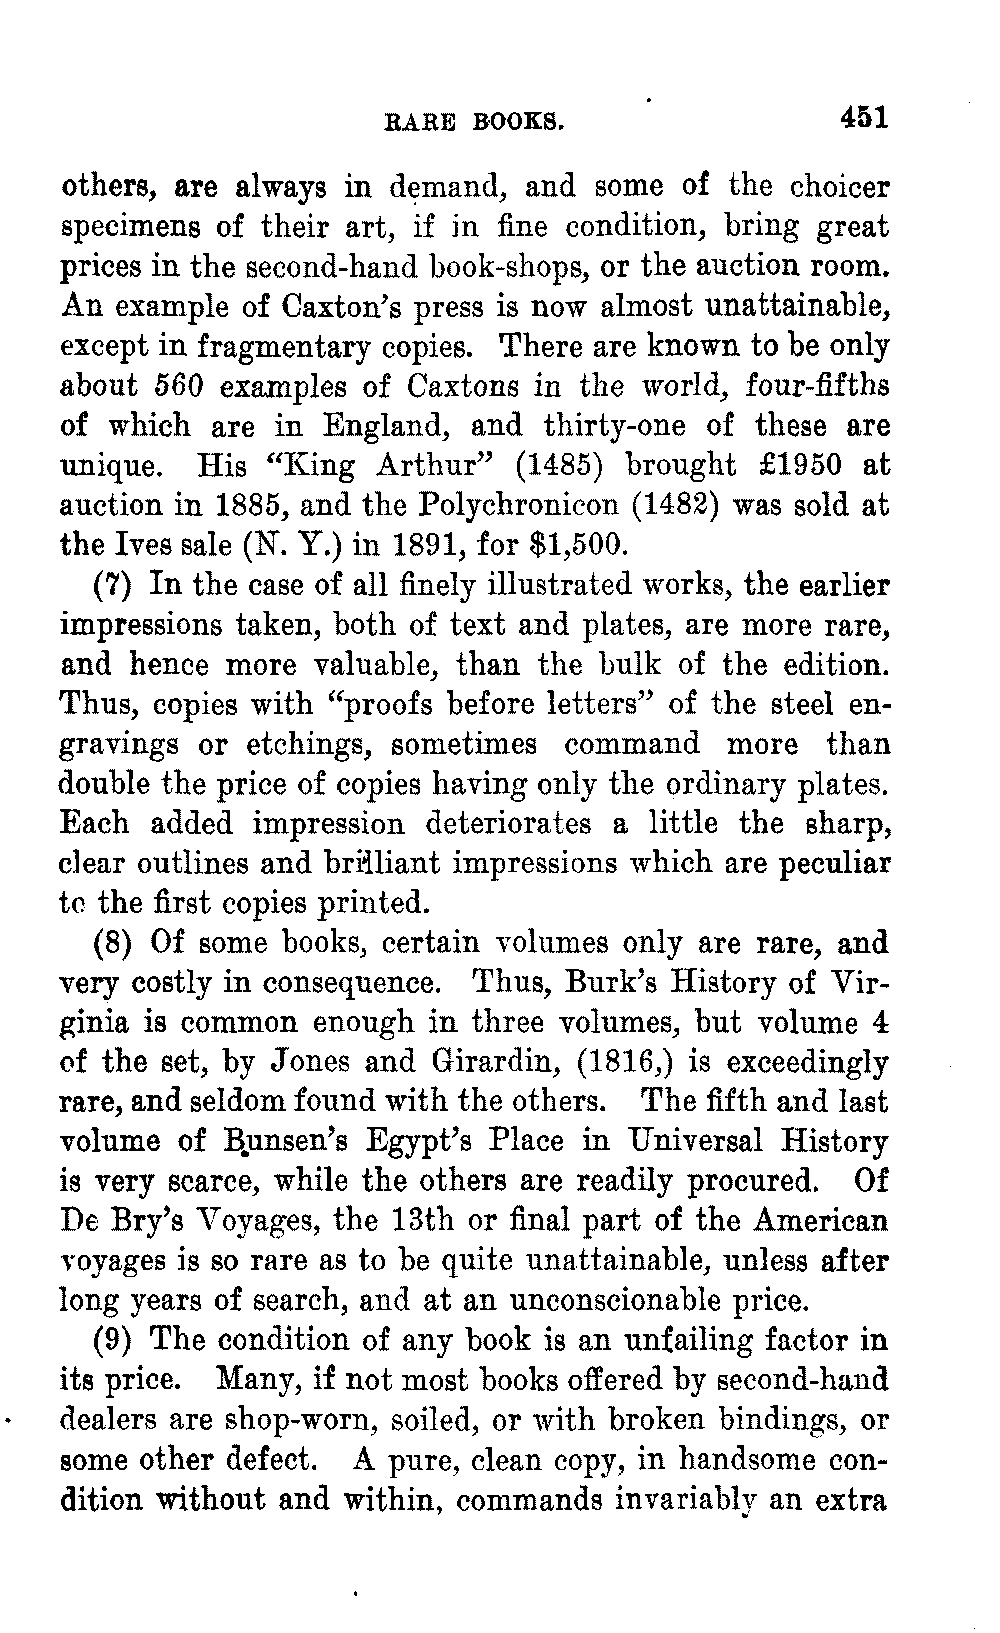 RARE BOOKS. 451
others, are always in demand, and some of the choicer
specimens of their art, if in fine condition, bring great
prices in the second-hand book-shops, or the auction room.
An example of Caxton's press is now almost unattainable,
except in fragmentary copies. There are known to be only
about 560 examples of Caxtons in the world, four-fifths
of which are in England, and thirty-one of these are
unique. His "King Arthur" (1485) brought £1950 at
auction in 1885, and the Polychronicon (1482) was sold at
the Ives sale (N. Y.) in 1891, for $1,500.
(7) In the case of all finely illustrated works, the earlier
impressions taken, both of text and plates, are more rare,
and hence more valuable, than the bulk of the edition.
Thus, copies with "proofs before letters" of the steel en-
gravings or etchings, sometimes command more than
double the price of copies having only the ordinary plates.
Each added impression deteriorates a little the sharp,
clear outlines and brilliant impressions which are peculiar
to the first copies printed.
(8) Of some books, certain volumes only are rare, and
very costly in consequence. Thus, Burk's History of Vir-
ginia is common enough in three volumes, but volume 4
of the set, by Jones and Girardin, (1816,) is exceedingly
rare, and seldom found with the others. The fifth and last
volume of Bunsen's Egypt's Place in Universal History
is very scarce, while the others are readily procured. Of
De Bry's Voyages, the 13th or final part of the American
voyages is so rare as to be quite unattainable, unless after
long years of search, and at an unconscionable price.
(9) The condition of any book is an unfailing factor in
its price. Many, if not most books offered by second-hand
dealers are shop-worn, soiled, or with broken bindings, or
some other defect. A pure, clean copy, in handsome con-
dition without and within, commands invariably an extra